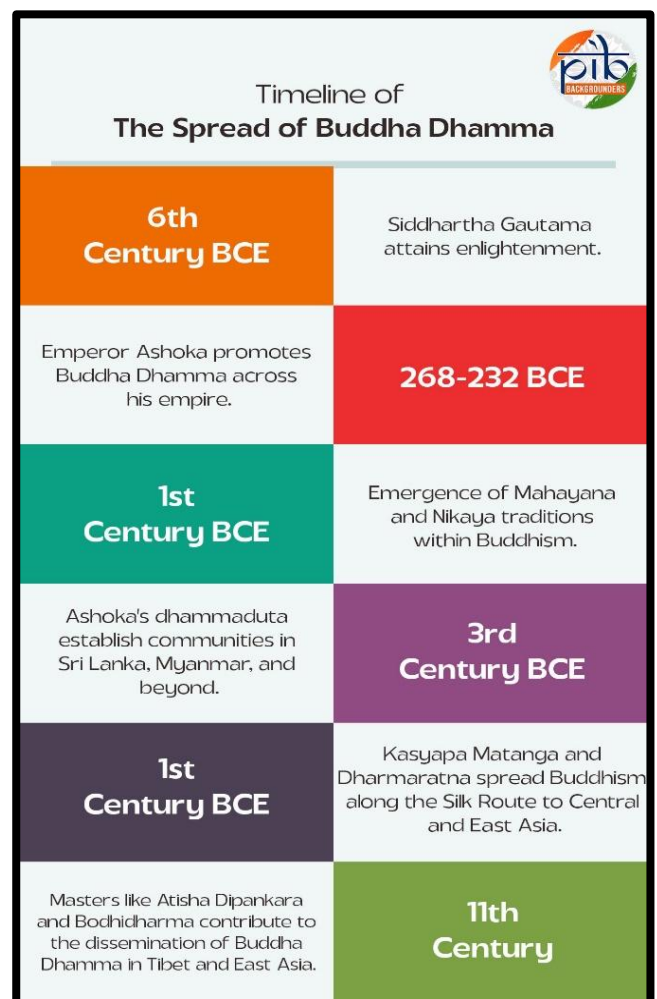 pib
BACKGROUNDERS
Timeline of
The Spread of Buddha Dhamma
6th
Century BCE
Siddhartha Gautama
attains enlightenment.
Emperor Ashoka promotes
Buddha Dhamma across
his empire.
268-232 BCE
1st
Century BCE
Emergence of Mahayana
and Nikaya traditions
within Buddhism.
Ashoka's dhammaduta
establish communities in
Sri Lanka, Myanmar, and
beyond.
3rd
Century BCE
1st
Century BCE
Kasyapa Matanga and
Dharmaratna spread Buddhism
along the Silk Route to Central
and East Asia.
Masters like Atisha Dipankara
and Bodhidharma contribute to
the dissemination of Buddha
Dhamma in Tibet and East Asia.
11th
Century